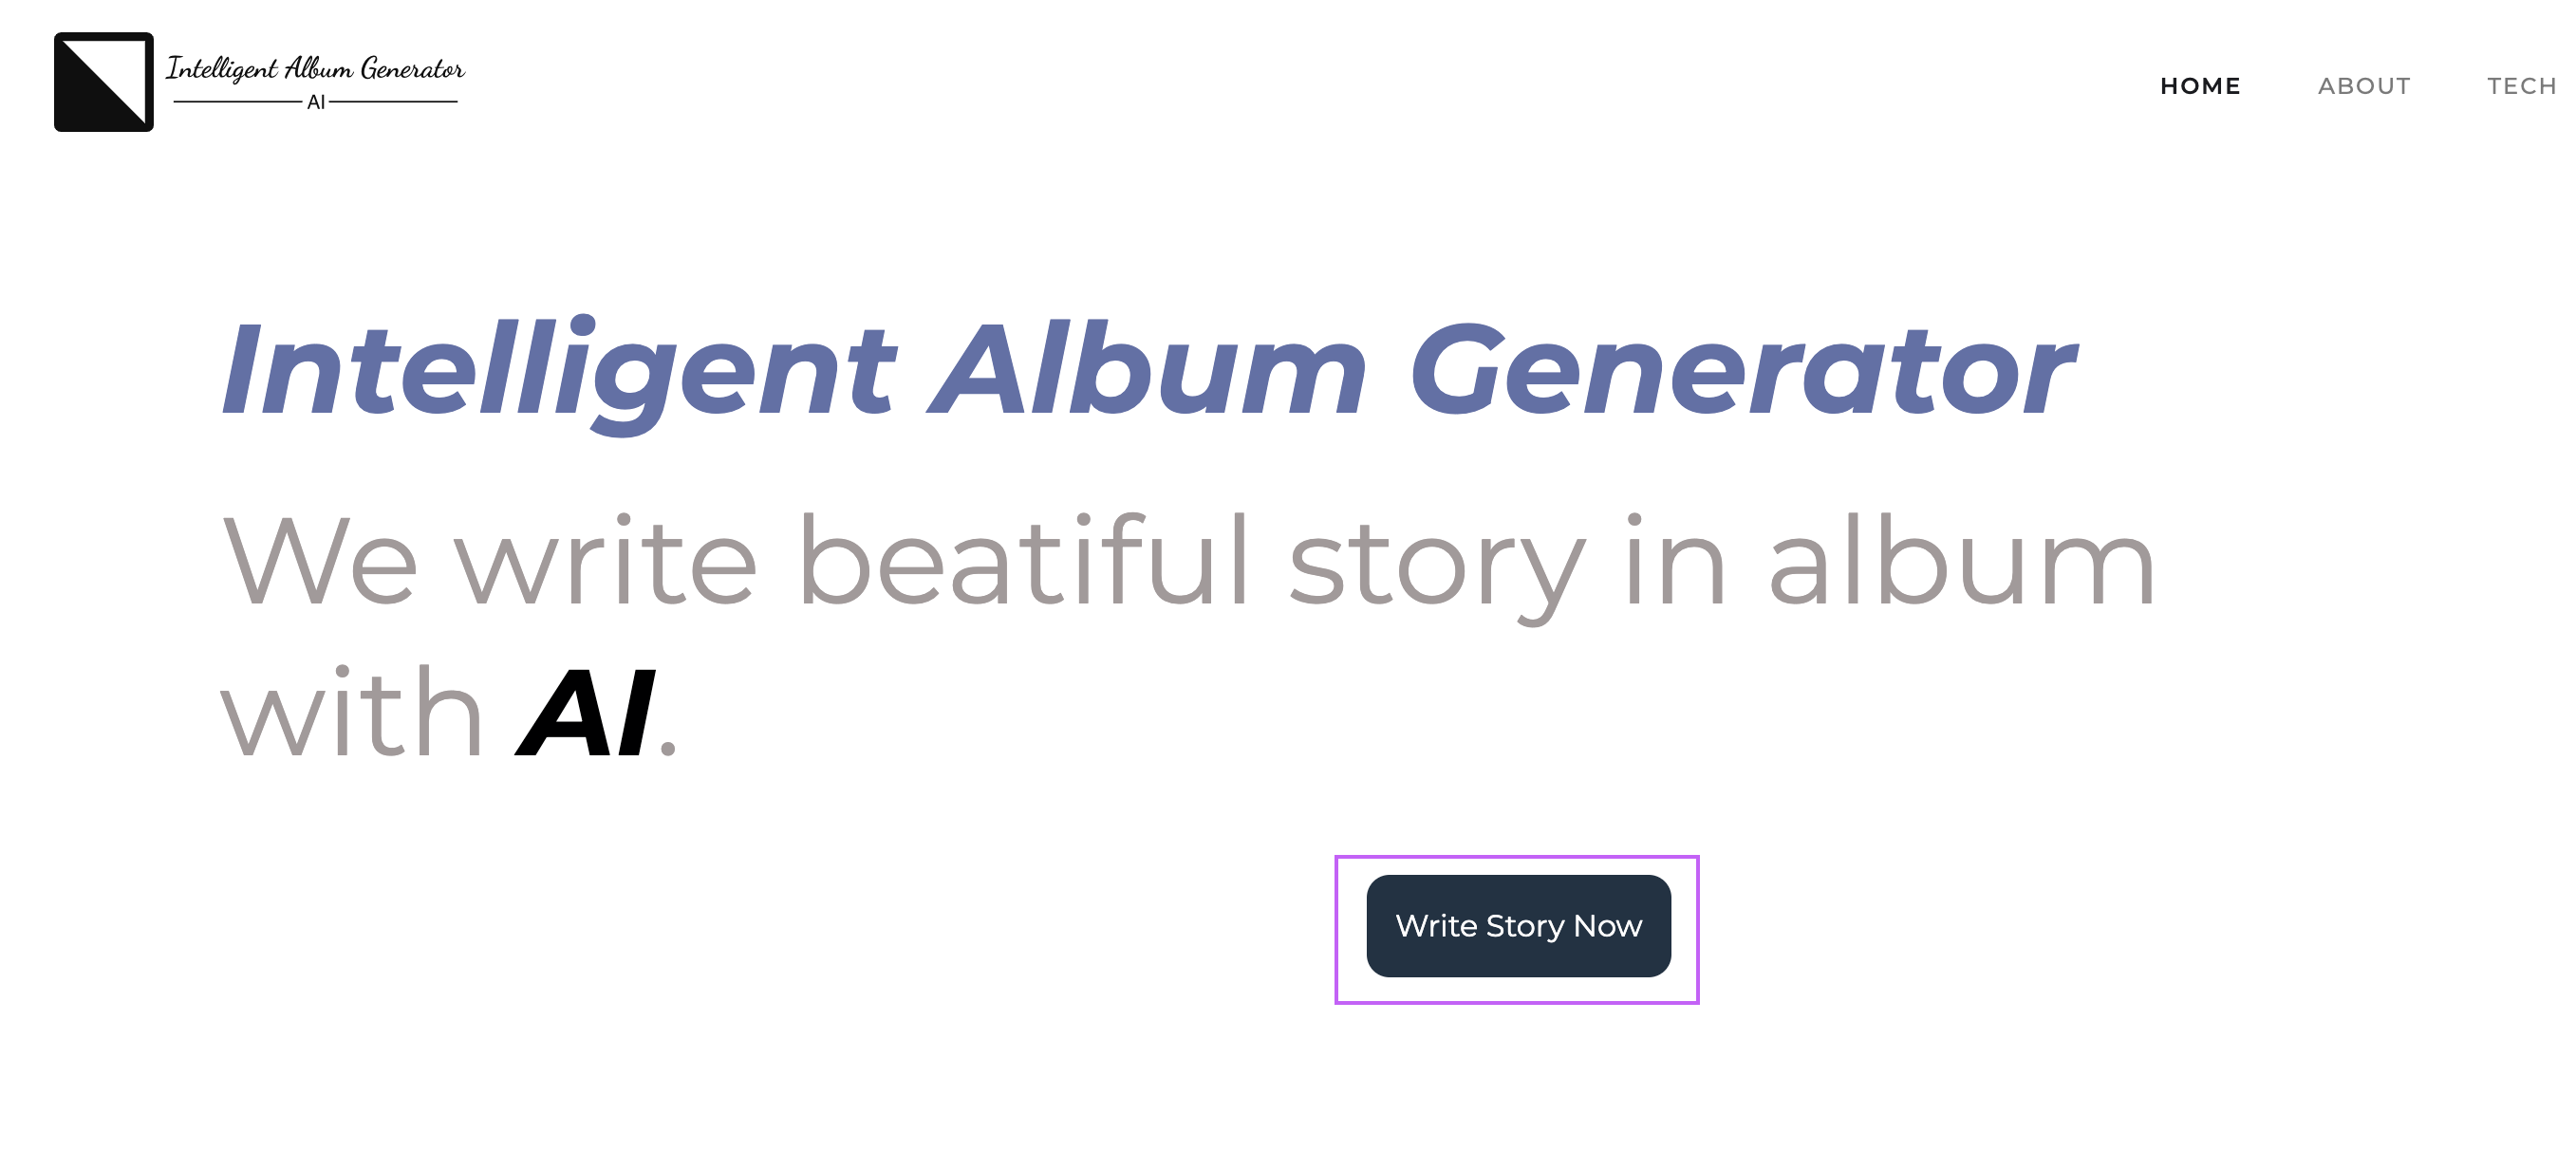 Intelligent Album Generator
AI
HOME ABOUT TECH
Intelligent Album Generator
We write beatiful story in album
with AI.
Write Story Now